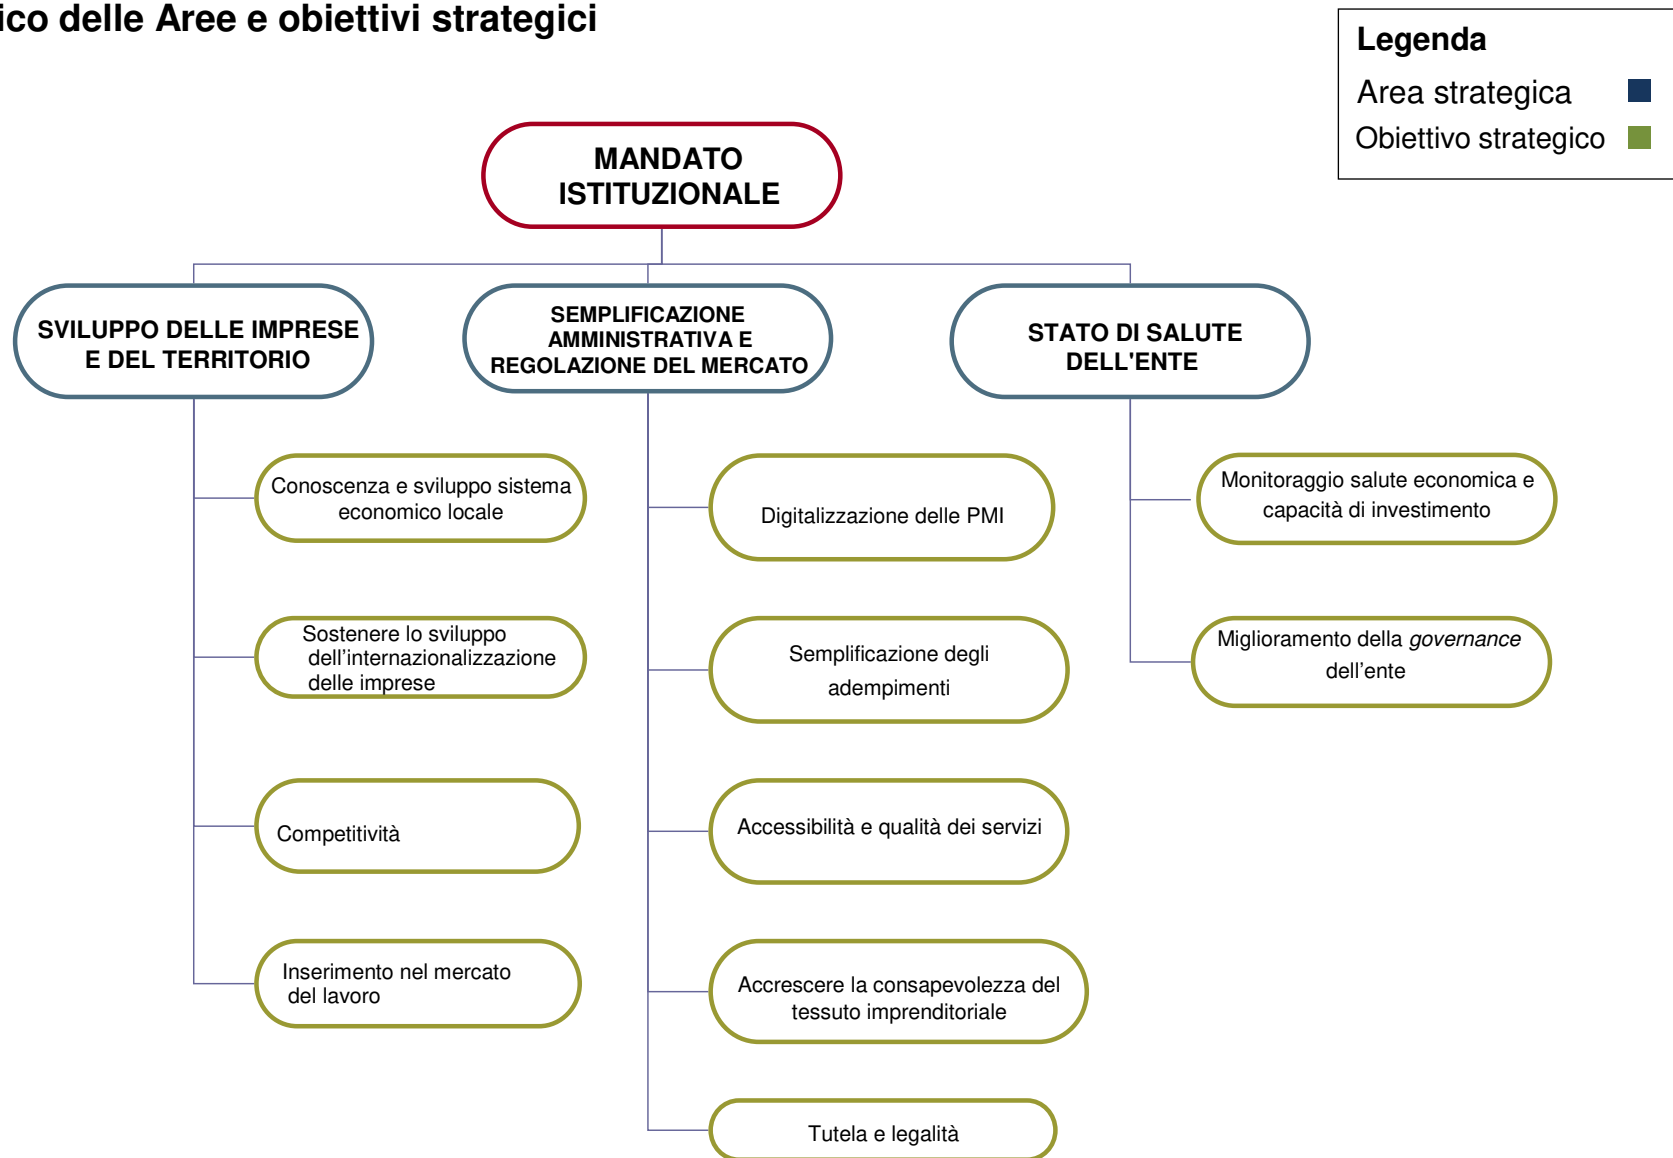 ico delle Aree e obiettivi strategici
Legenda
Area strategica
Obiettivo strategico
MANDATO
ISTITUZIONALE
SVILUPPO DELLE IMPRESE
E DEL TERRITORIO
SEMPLIFICAZIONE
AMMINISTRATIVA E
REGOLAZIONE DEL MERCATO
STATO DI SALUTE
DELL'ENTE
Conoscenza e sviluppo sistema
economico locale
Sostenere lo sviluppo
dell’internazionalizzazione
delle imprese
Competitività
Inserimento nel mercato
del lavoro
Digitalizzazione delle PMI
Semplificazione degli
adempimenti
Accessibilità e qualità dei servizi
Accrescere la consapevolezza del
tessuto imprenditoriale
Tutela e legalità
Monitoraggio salute economica e
capacità di investimento
Miglioramento della governance
dell’ente